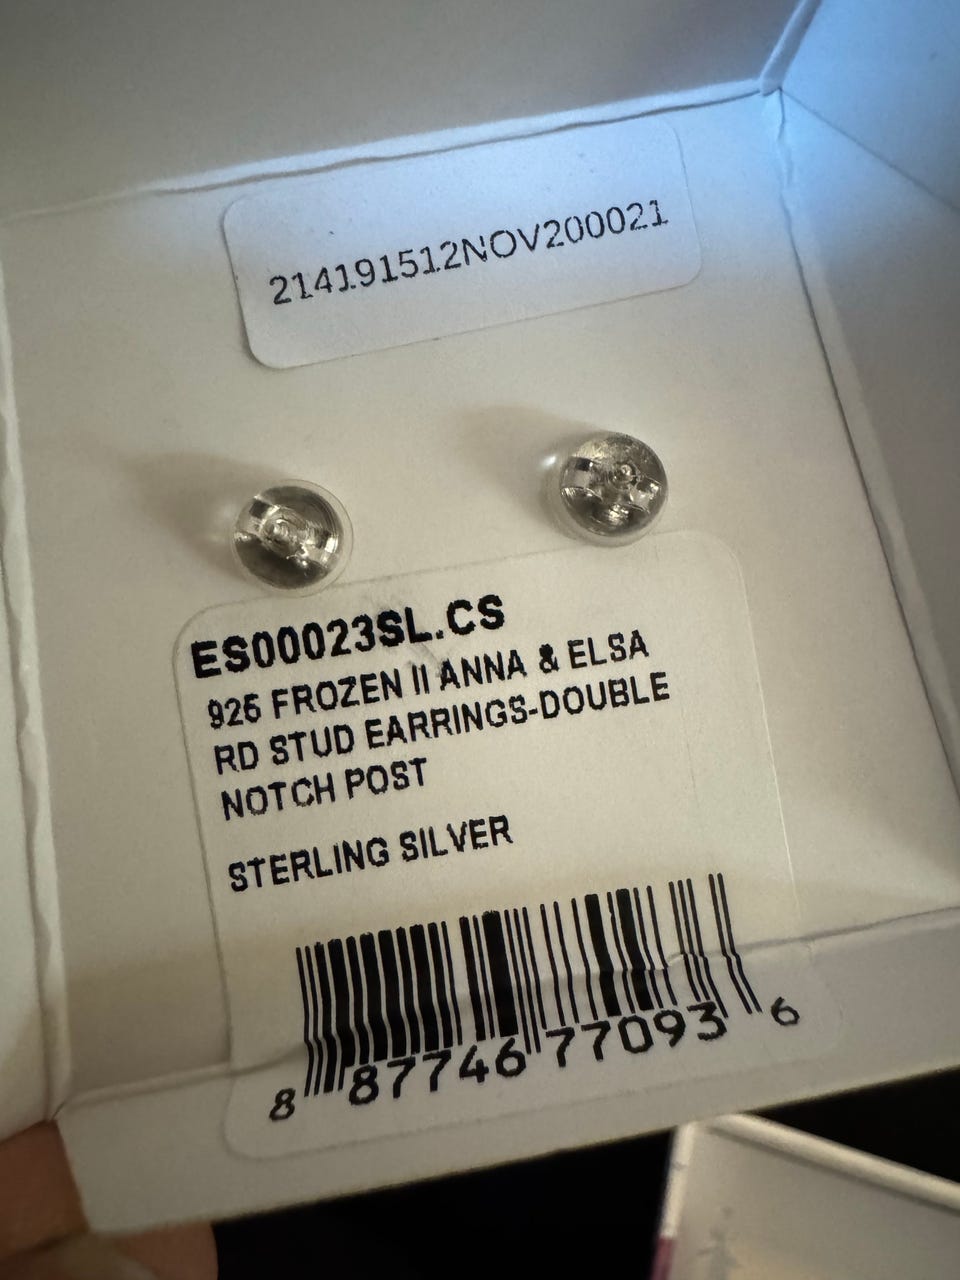 214191512NOV200021
ES00023SL.CS
925 FROZEN II ANNA & ELSA
RD STUD EARRINGS-DOUBLE
NOTCH POST
STERLING SILVER
8 87746 77093 6